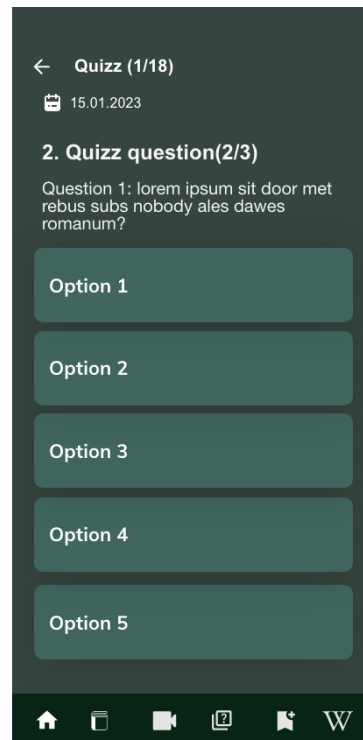 Quizz (1/18)
15.01.2023
2. Quizz question(2/3)
Question 1: lorem ipsum sit door met
rebus subs nobody ales dawes
romanum?
Option 1
Option 2
Option 3
Option 4
Option 5
W